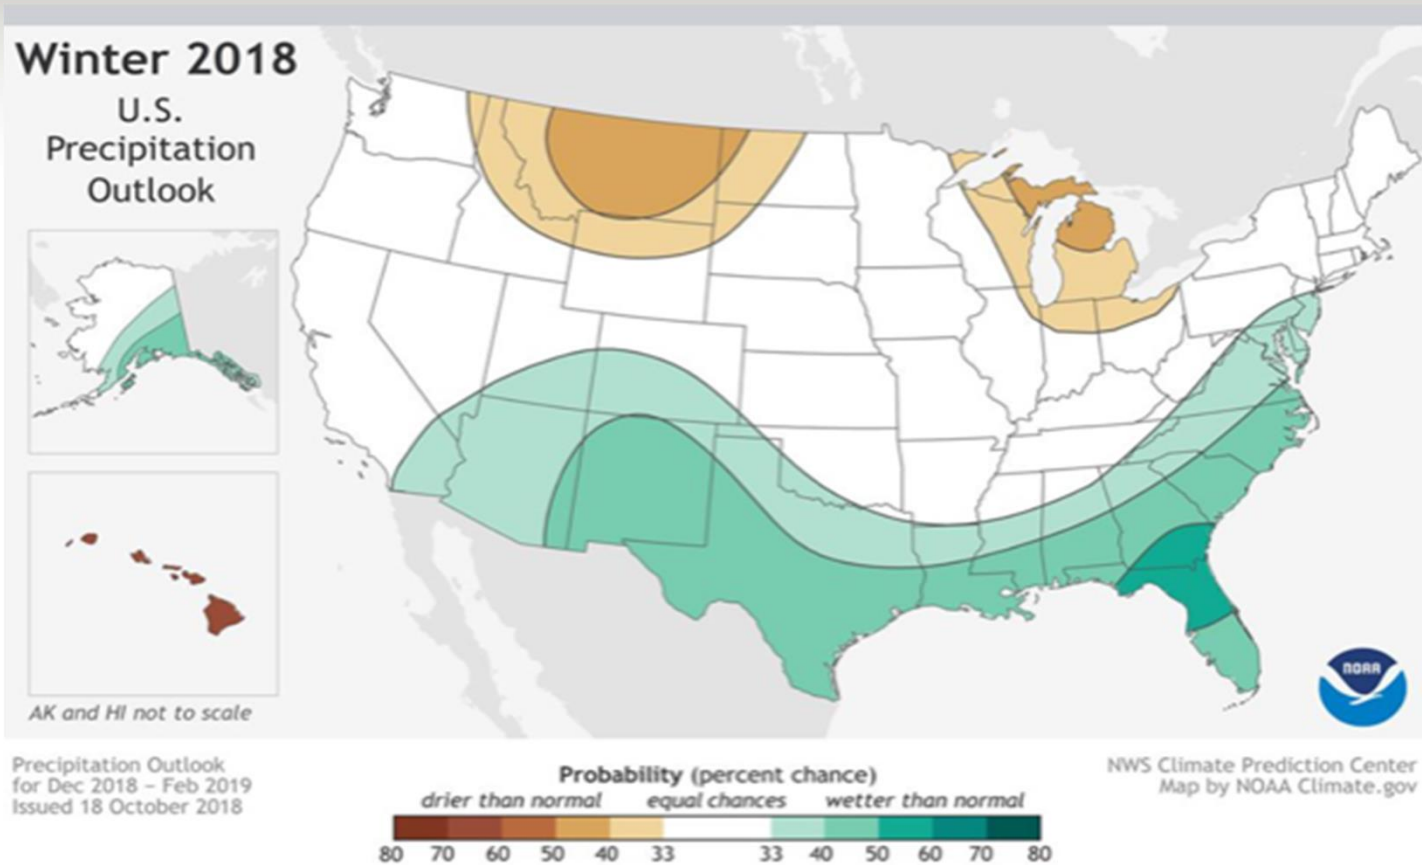 Winter 2018
U.S.
Precipitation
Outlook
AK and HI not to scale
NOAA
Precipitation Outlook
for Dec 2018 – Feb 2019
Issued 18 October 2018
Probability (percent chance)
drier than normal equal chances wetter than normal
80 70 60 50 40 33 33 40 50 60 70 80
NWS Climate Prediction Center
Map by NOAA Climate.gov